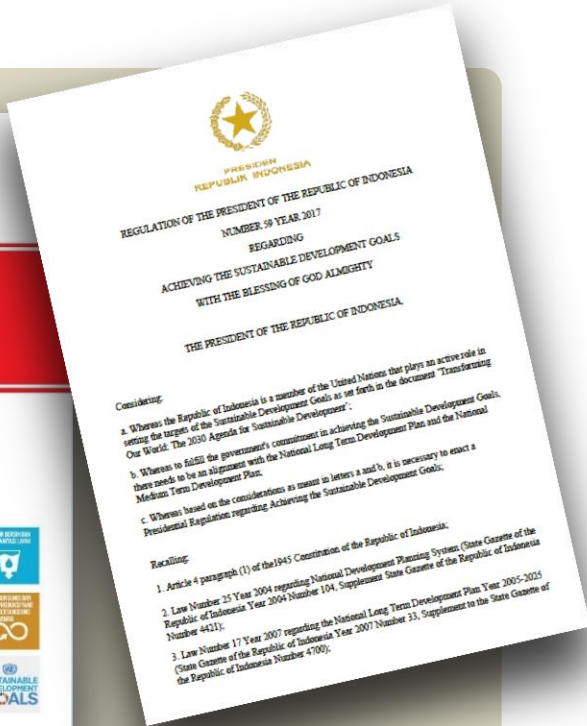 PRESIDEN
REPUBLIK INDONESIA
REGULATION OF THE PRESIDENT OF THE REPUBLIC OF INDONESIA
NUMBER 59 YEAR 2017
REGARDING
ACHIEVING THE SUSTAINABLE DEVELOPMENT GOALS
WITH THE BLESSING OF GOD ALMIGHTY
THE PRESIDENT OF THE REPUBLIC OF INDONESIA,
Considering:
a. Whereas the Republic of Indonesia is a member of the United Nations that plays an active role in
setting the targets of the Sustainable Development Goals as set forth in the document "Transforming
Our World: The 2030 Agenda for Sustainable Development";
b. Whereas to fulfill the government's commitment in achieving the Sustainable Development Goals,
there needs to be an alignment with the National Long Term Development Plan and the National
Medium Term Development Plan;
c. Whereas based on the considerations as meant in letters a and b, it is necessary to enact a
Presidential Regulation regarding Achieving the Sustainable Development Goals;
Recalling:
1. Article 4 paragraph (1) of the1945 Constitution of the Republic of Indonesia;
2. Law Number 25 Year 2004 regarding National Development Planning System (State Gazette of the
Republic of Indonesia Year 2004 Number 104, Supplement State Gazette of the Republic of Indonesia
Number 4421);
3. Law Number 17 Year 2007 regarding the National Long Term Development Plan Year 2005-2025
(State Gazette of the Republic of Indonesia Year 2007 Number 33, Supplement to the State Gazette of
the Republic of Indonesia Number 4700);